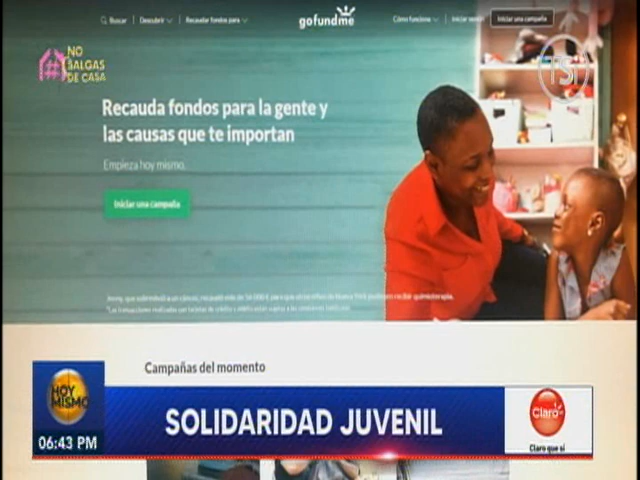 Buscar
Descubrir
Recaudar fondos para
gofundme
Cómo funciona
Iniciar sesión
Iniciar una campaña
#
NO
SALGAS
DE CASA
TSi
Recauda fondos para la gente y
las causas que te importan
Empieza hoy mismo.
Iniciar una campaña
Campañas del momento
HOY
MISMO
SOLIDARIDAD JUVENIL
Claro
Claro que sí
06:43 PM